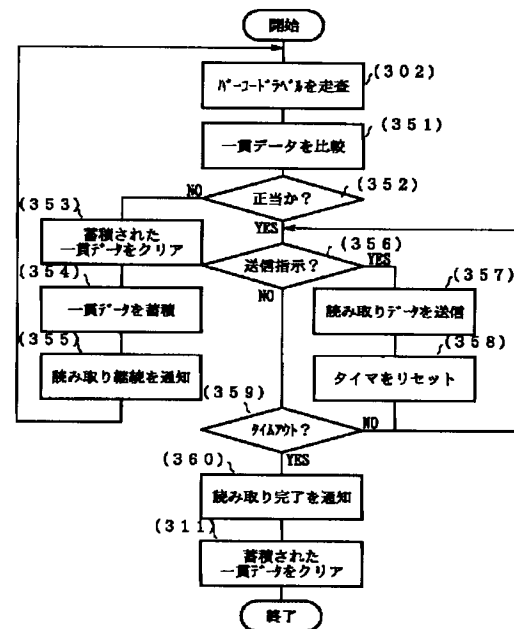 開始
(302)
バーコードラベルを走査
(351)
一貫データを比較
(352)
正当か?
NO
YES
(353)
蓄積された
一貫データをクリア
(354)
一貫データを蓄積
(355)
読み取り継続を通知
(356)
送信指示?
YES
NO
(357)
読み取りデータを送信
(358)
タイマをリセット
(359)
タイムアウト?
NO
YES
(360)
読み取り完了を通知
(311)
蓄積された
一貫データをクリア
終了